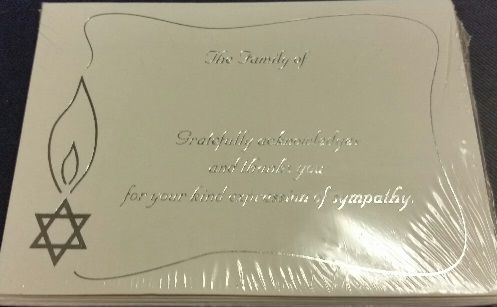 The Family of
Gratefully acknowledges
and thanks you
for your kind expression of sympathy.